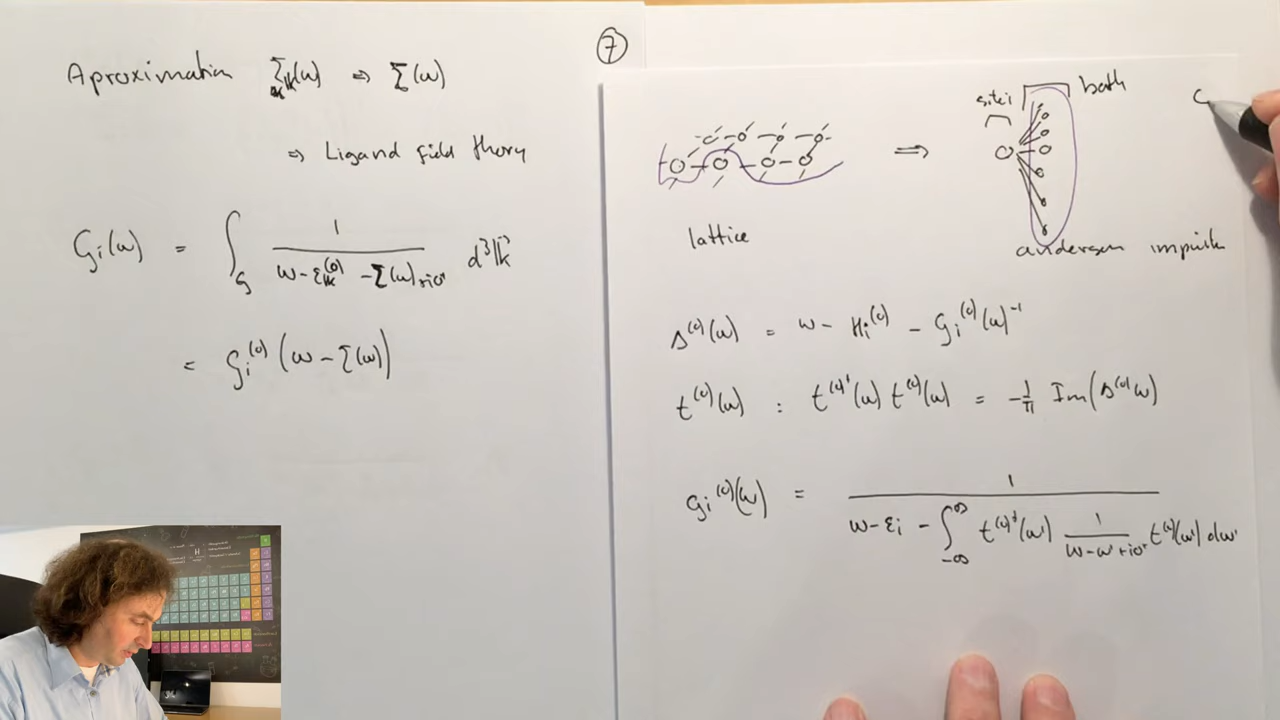 Aproximation Σ_k(ω) ⇒ Σ(ω)
⇒ Ligand field theory
G_i(ω) = ∫_G 1 / (ω - ε_k^(0) - Σ(ω) + i0⁺) d³k⃗
= G_i^(0) (ω - Σ(ω))
7
site i
bath
G
⇒
lattice
anderson impurity
Δ^(0)(ω) = ω - H_i^(0) - G_i^(0)(ω)^-1
t^(0)(ω) : t^(0)†(ω) t^(0)(ω) = -1/π Im(Δ^(0)(ω)
G_i^(0)(ω) = 1 / (ω - ε_i - ∫_-∞^∞ t^(0)†(ω') 1 / (ω - ω' + i0⁺) t^(0)(ω') dω'